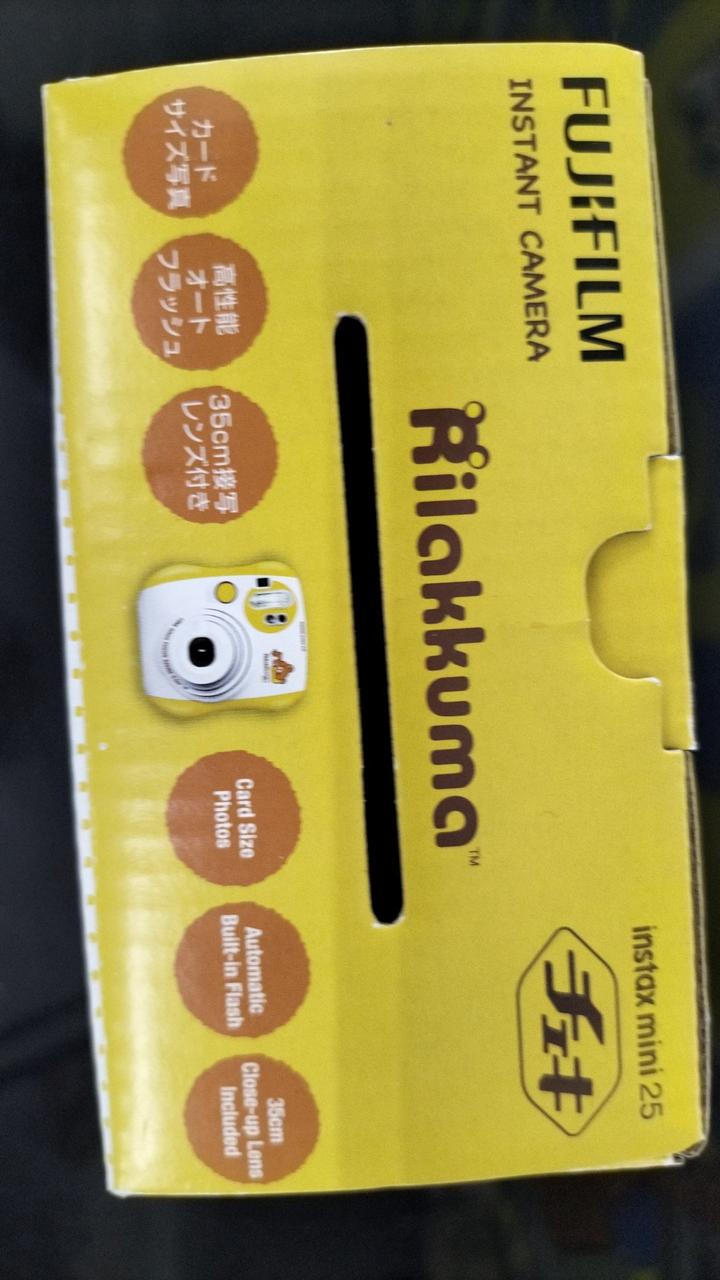 FUJIFILM
INSTANT CAMERA
instax mini 25
チェキ
Rilakkuma™
カード
サイズ写真
高性能
オート
フラッシュ
35cm接写
レンズ付き
Card Size
Photos
Automatic
Built-in Flash
35cm
Close-up Lens
Included